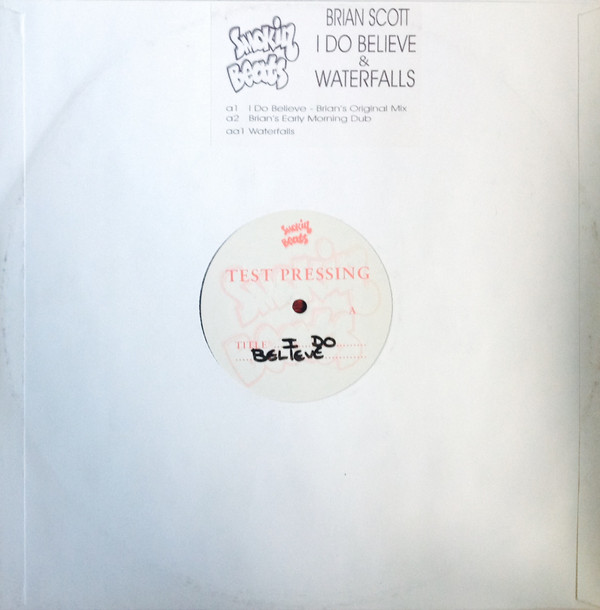 Smokin Beats
BRIAN SCOTT
I DO BELIEVE
&
WATERFALLS
a1 I Do Believe - Brian's Original Mix
a2 Brian's Early Morning Dub
aa1 Waterfalls
Smokin
Beats
TEST PRESSING
A
TITLE I DO
BELIEVE